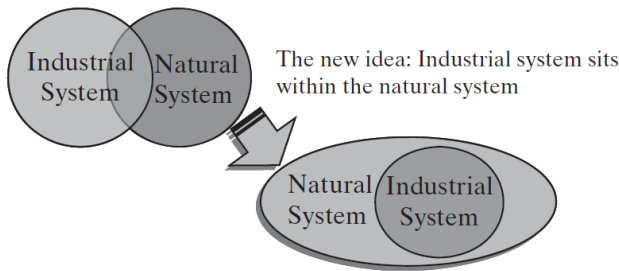 Industrial
System
Natural
System
The new idea: Industrial system sits
within the natural system
Natural
System
Industrial
System